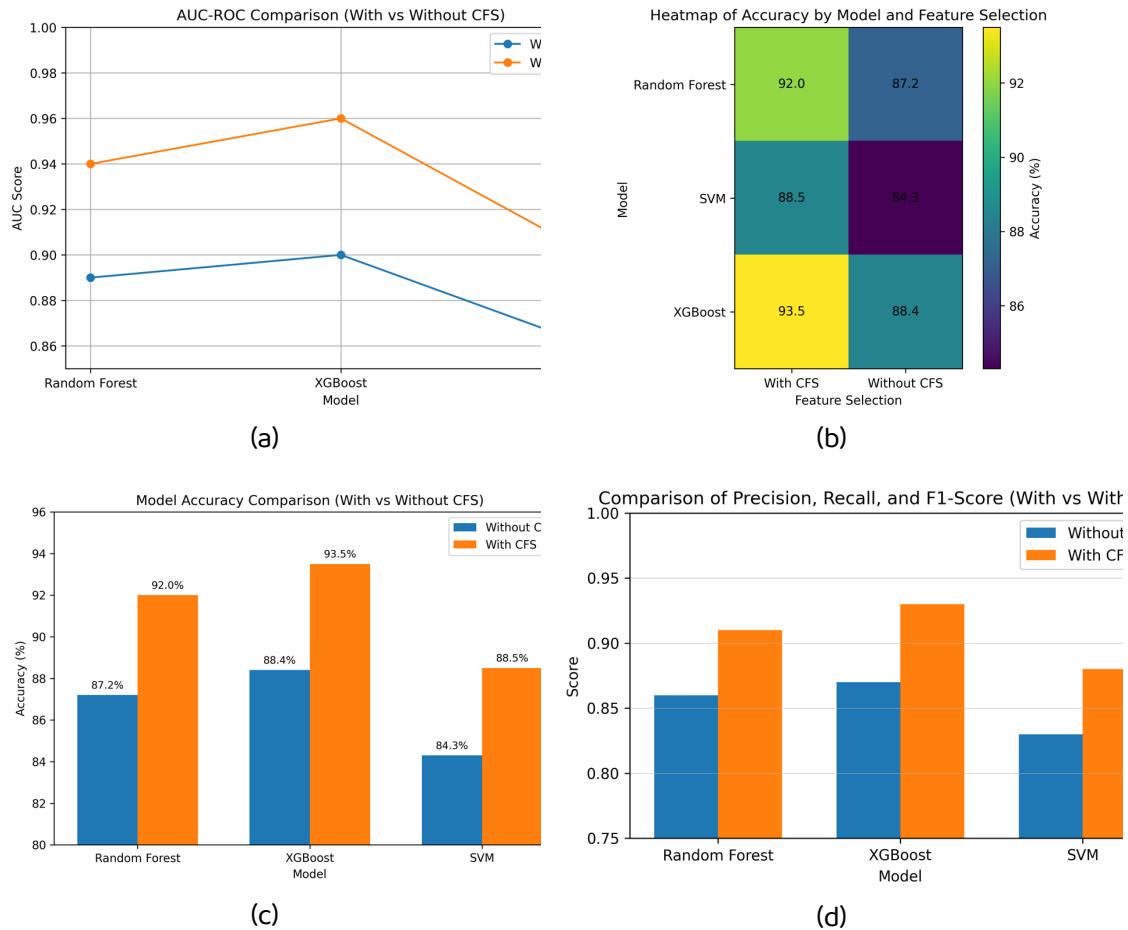 AUC-ROC Comparison (With vs Without CFS)
1.00
0.98
0.96
0.94
0.92
0.90
0.88
0.86
AUC Score
W
W
Random Forest
XGBoost
Model
(a)
Heatmap of Accuracy by Model and Feature Selection
Random Forest
SVM
XGBoost
Model
92.0
87.2
88.5
84.3
93.5
88.4
With CFS
Without CFS
Feature Selection
92
90
88
86
Accuracy (%)
(b)
Model Accuracy Comparison (With vs Without CFS)
96
94
92
90
88
86
84
82
80
Accuracy (%)
Without C
With CFS
87.2%
92.0%
88.4%
93.5%
84.3%
88.5%
Random Forest
XGBoost
SVM
Model
(c)
Comparison of Precision, Recall, and F1-Score (With vs With
1.00
0.95
0.90
0.85
0.80
0.75
Score
Without
With CF
Random Forest
XGBoost
SVM
Model
(d)